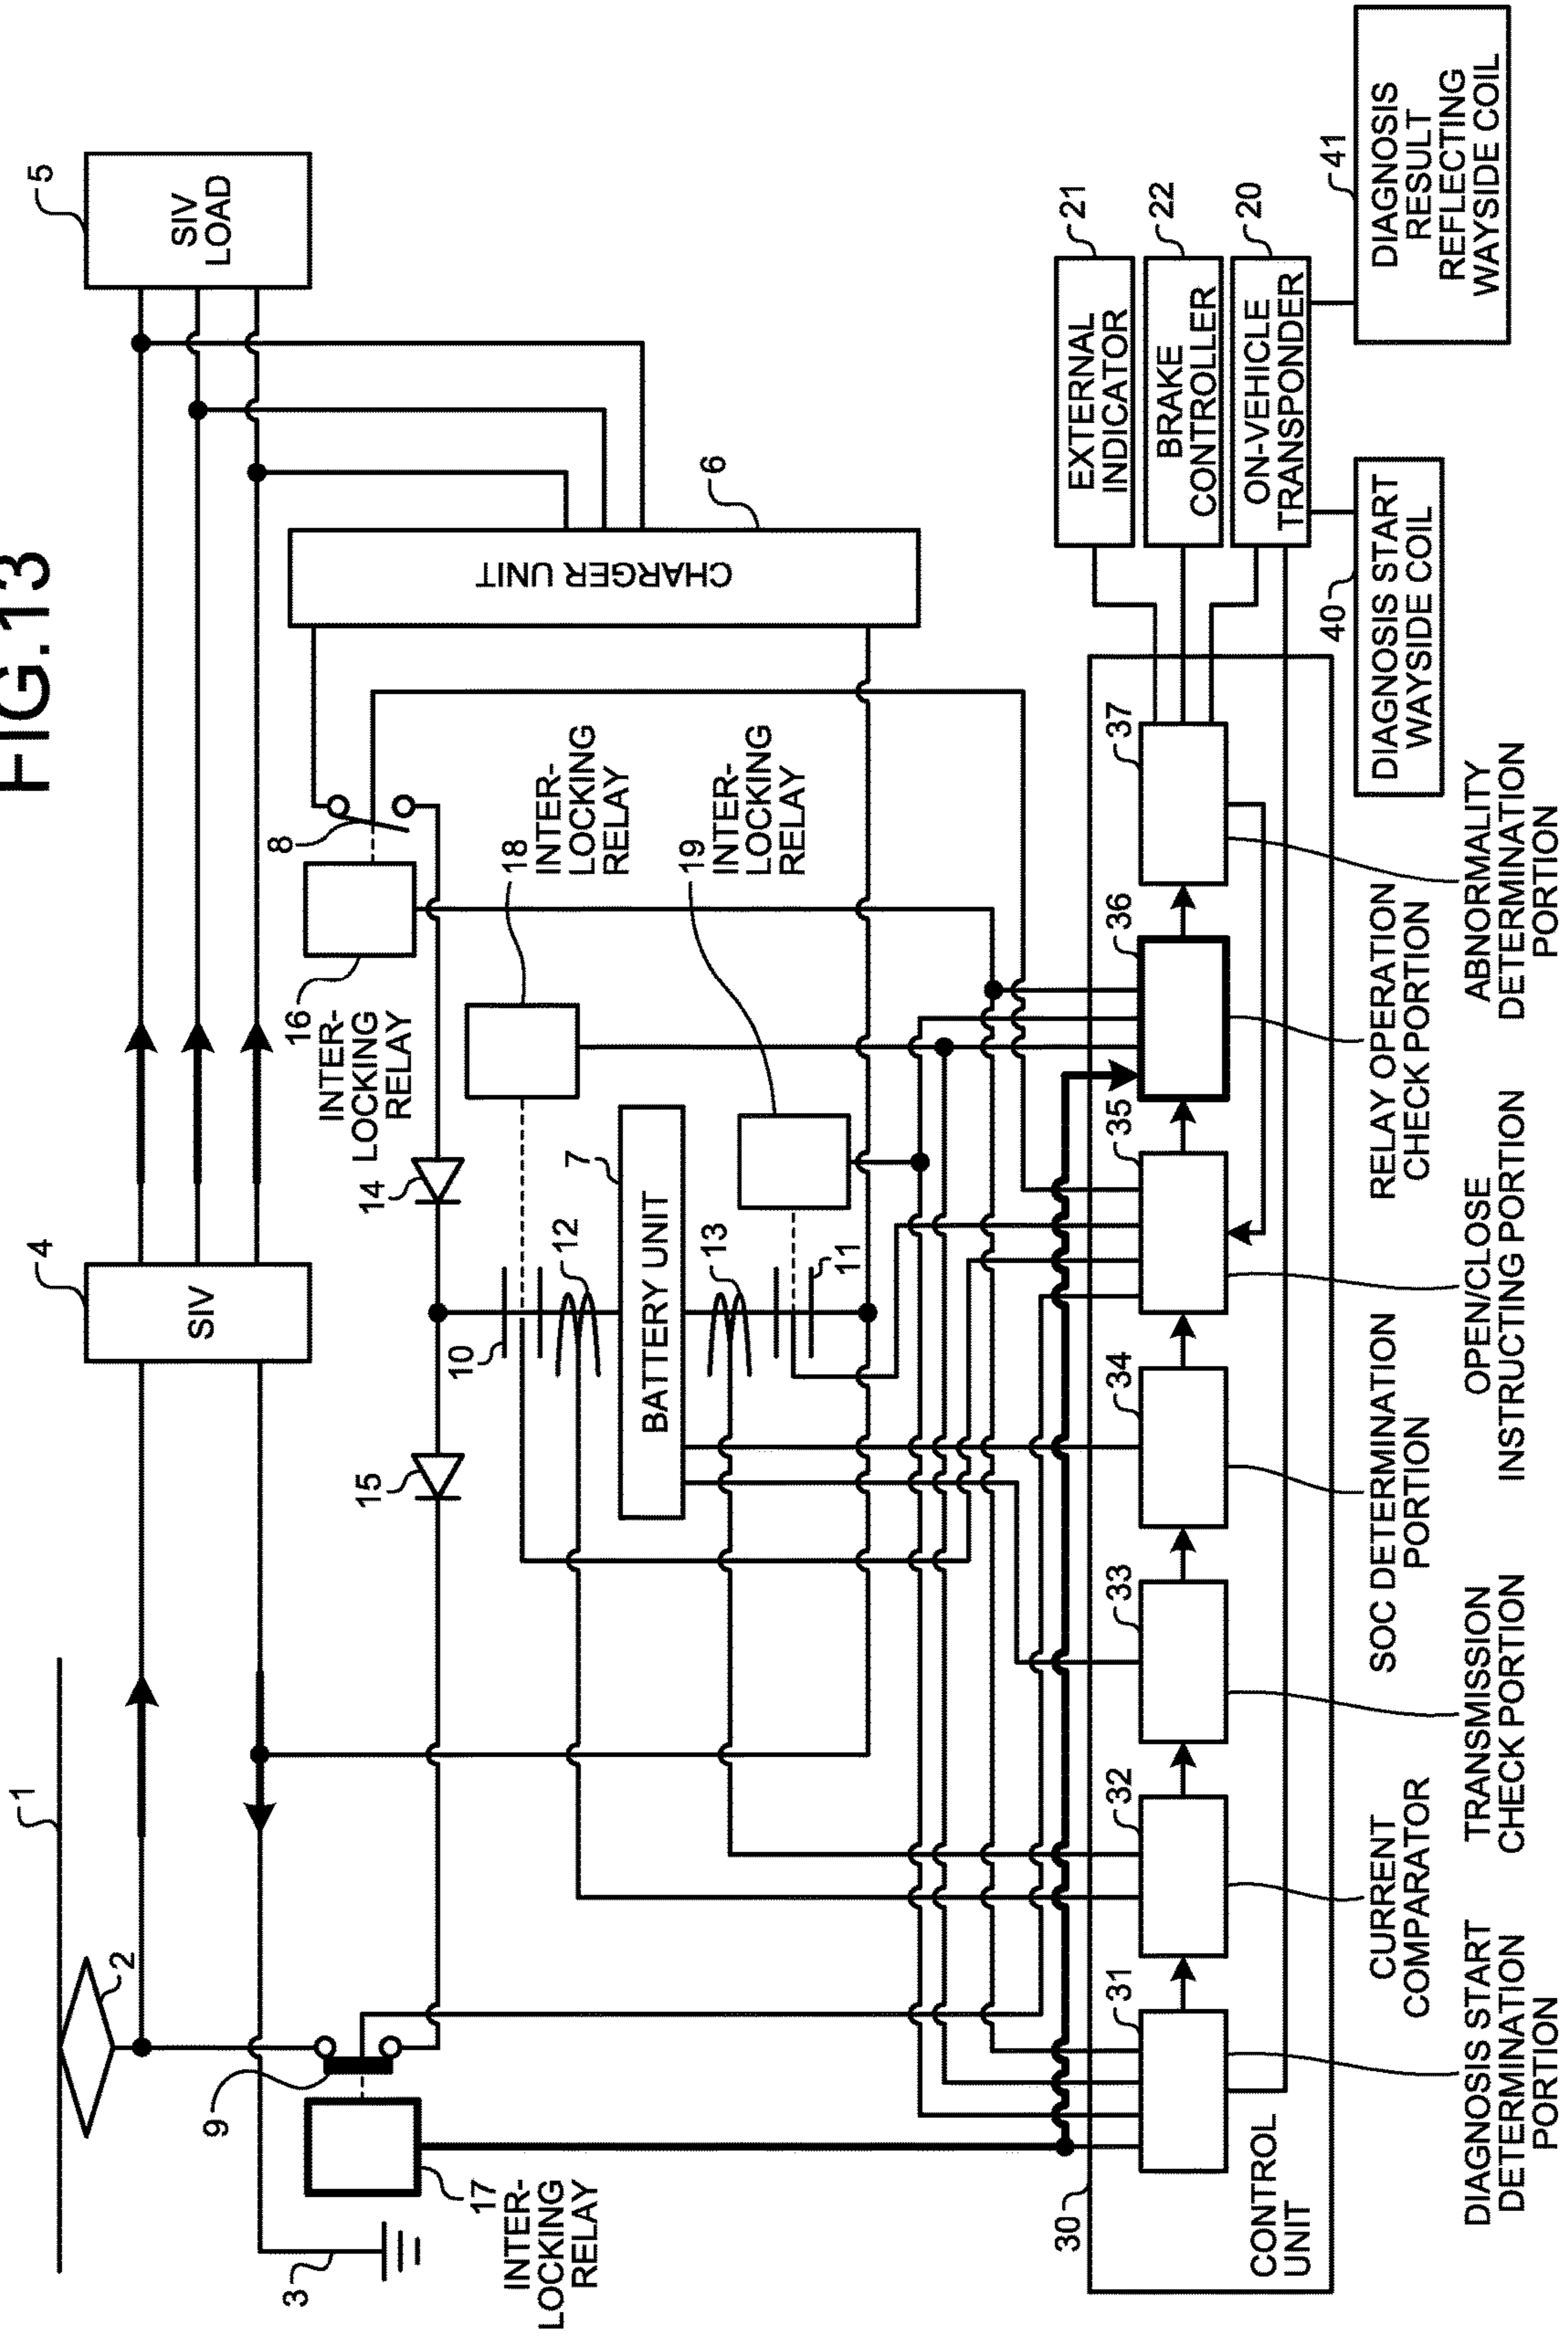 FIG.13
1
2
3
4
SIV
5
SIV
LOAD
6
CHARGER UNIT
9
17
INTER-
LOCKING
RELAY
15
14
16
INTER-
LOCKING
RELAY
8
10
12
18
INTER-
LOCKING
RELAY
7
BATTERY UNIT
13
11
19
INTER-
LOCKING
RELAY
30
CONTROL
UNIT
31
32
33
34
35
36
37
21
EXTERNAL
INDICATOR
22
BRAKE
CONTROLLER
20
ON-VEHICLE
TRANSPONDER
40
DIAGNOSIS START
WAYSIDE COIL
41
DIAGNOSIS
RESULT
REFLECTING
WAYSIDE COIL
DIAGNOSIS START
DETERMINATION
PORTION
CURRENT
COMPARATOR
TRANSMISSION
CHECK PORTION
SOC DETERMINATION
PORTION
OPEN/CLOSE
INSTRUCTING PORTION
RELAY OPERATION
CHECK PORTION
ABNORMALITY
DETERMINATION
PORTION